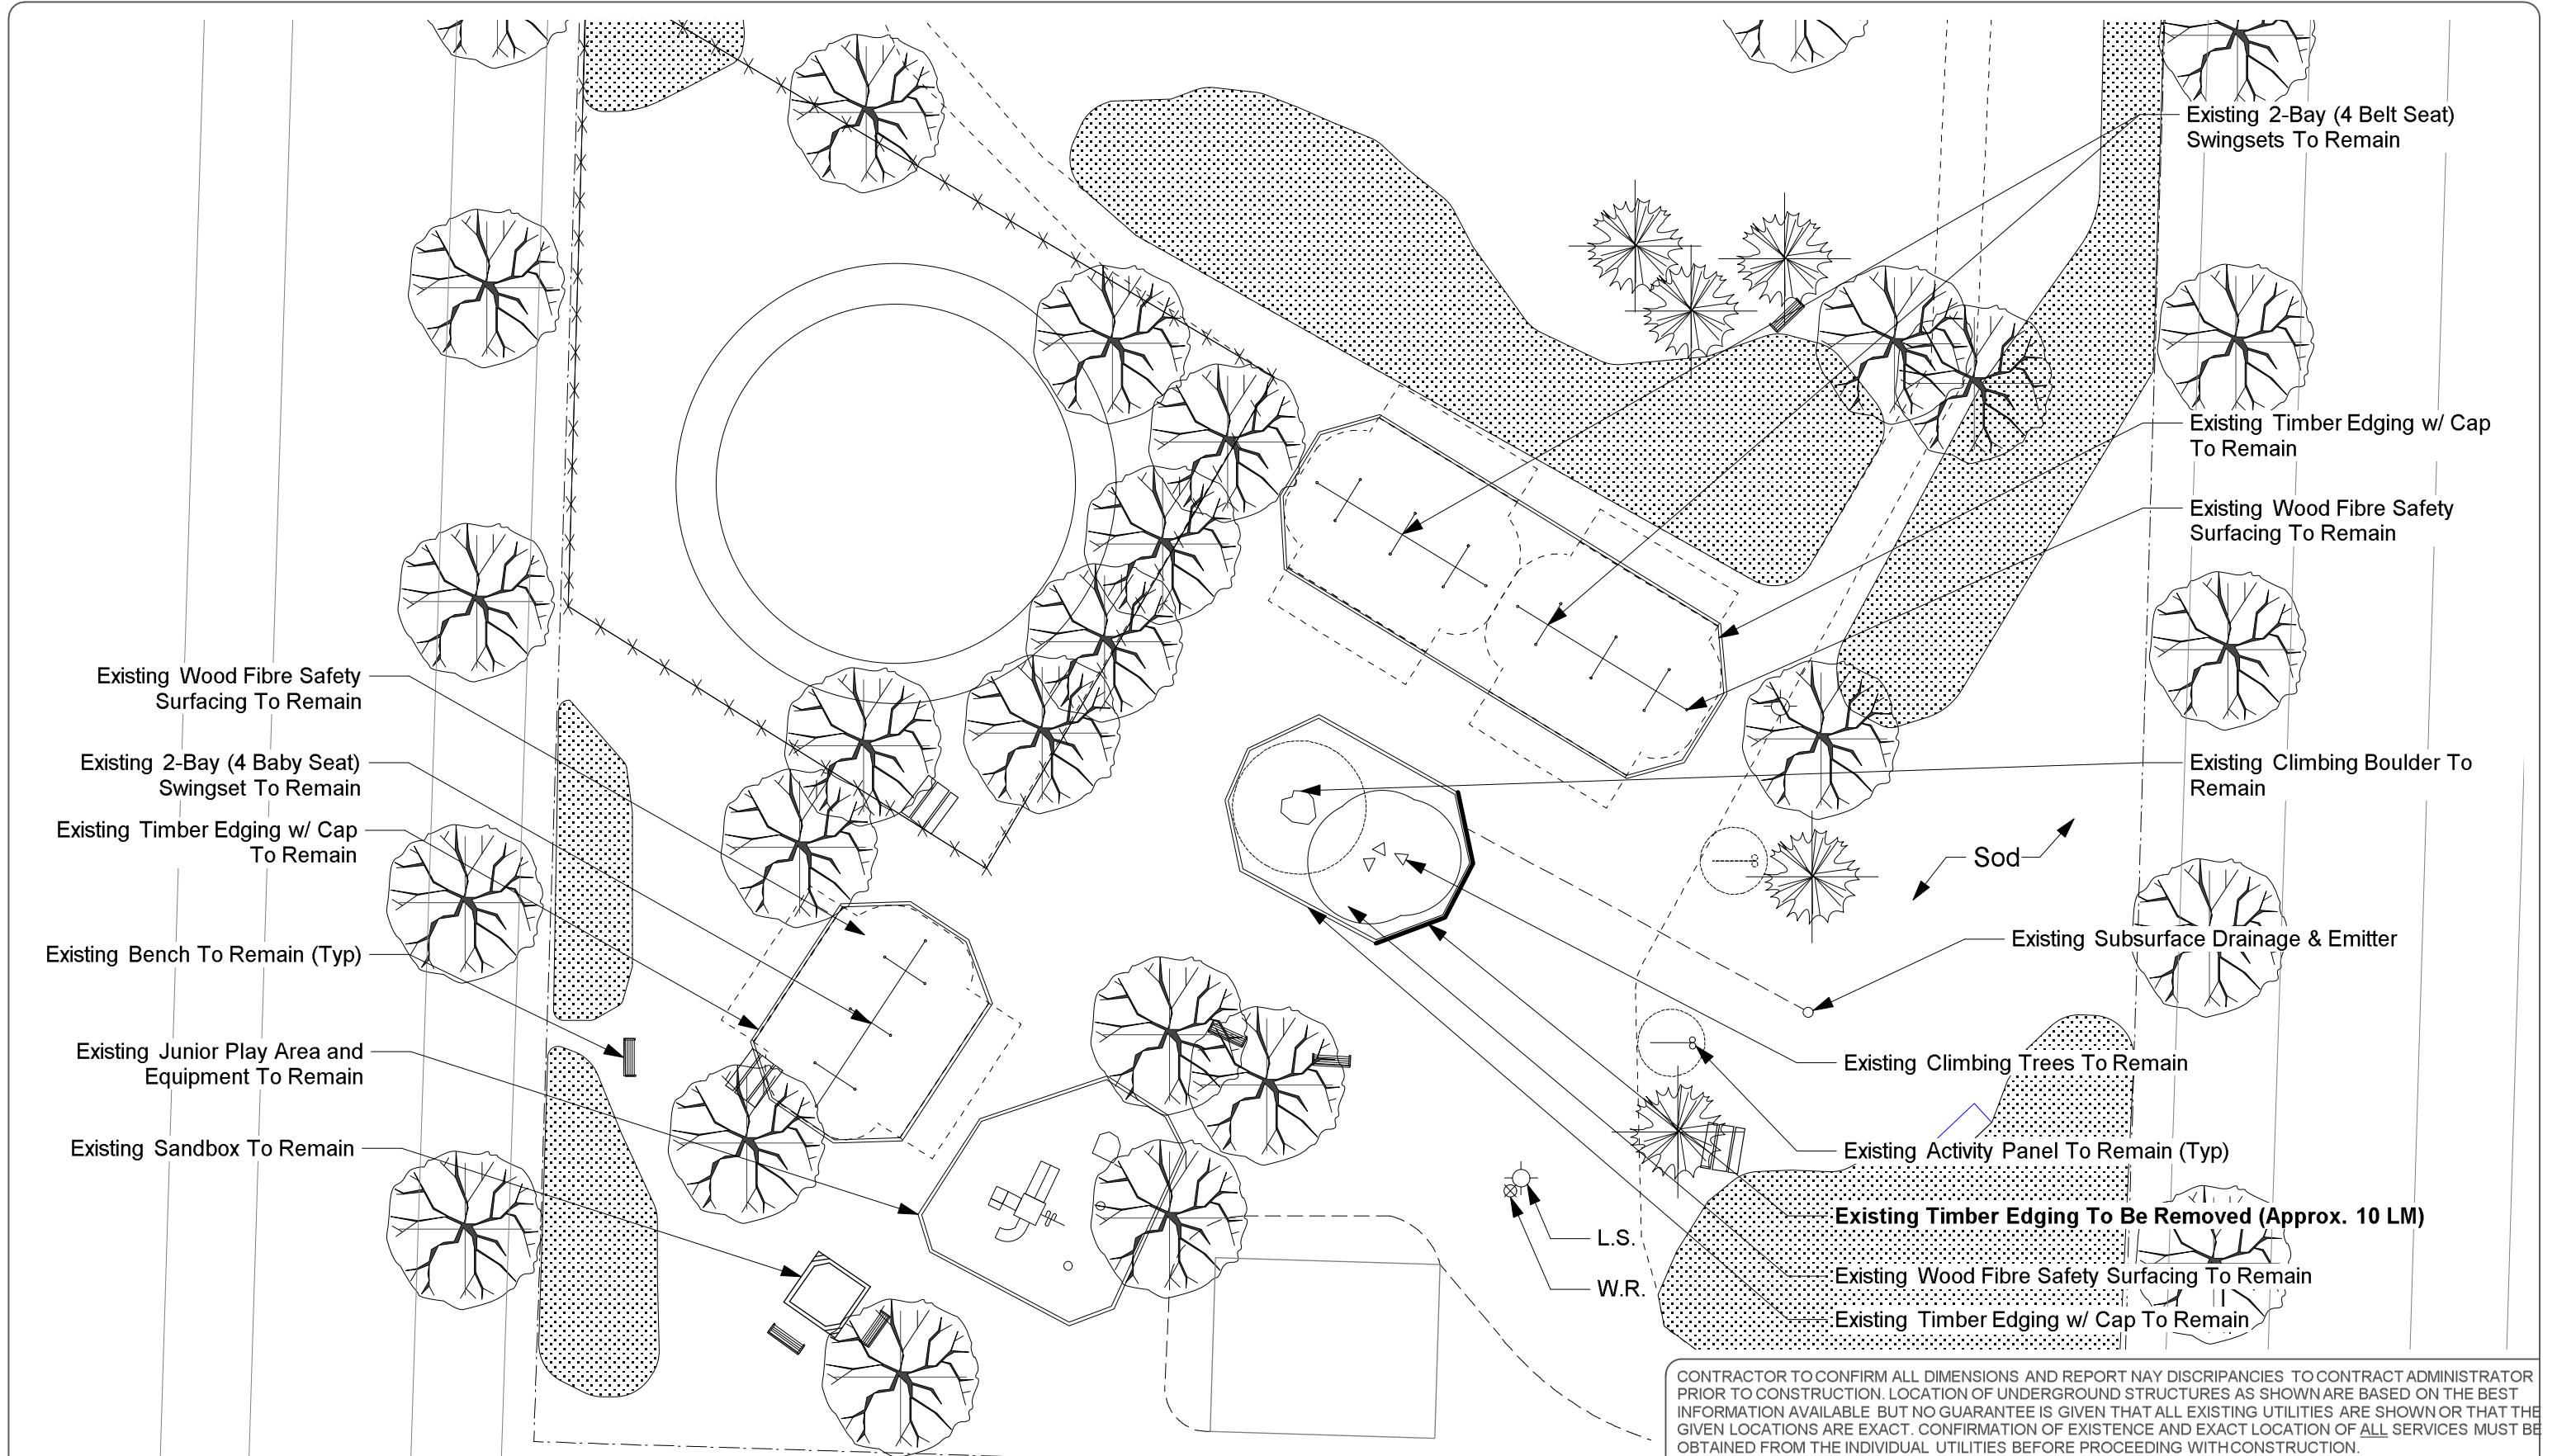 Existing 2-Bay (4 Belt Seat)
Swingsets To Remain
Existing Timber Edging w/ Cap
To Remain
Existing Wood Fibre Safety
Surfacing To Remain
Existing Wood Fibre Safety
Surfacing To Remain
Existing 2-Bay (4 Baby Seat)
Swingset To Remain
Existing Timber Edging w/ Cap
To Remain
Existing Bench To Remain (Typ)
Existing Junior Play Area and
Equipment To Remain
Existing Sandbox To Remain
Existing Climbing Boulder To
Remain
Sod
Existing Subsurface Drainage & Emitter
Existing Climbing Trees To Remain
Existing Activity Panel To Remain (Typ)
Existing Timber Edging To Be Removed (Approx. 10 LM)
L.S.
Existing Wood Fibre Safety Surfacing To Remain
W.R.
Existing Timber Edging w/ Cap To Remain
CONTRACTOR TO CONFIRM ALL DIMENSIONS AND REPORT NAY DISCRIPANCIES TO CONTRACT ADMINISTRATOR
PRIOR TO CONSTRUCTION. LOCATION OF UNDERGROUND STRUCTURES AS SHOWN ARE BASED ON THE BEST
INFORMATION AVAILABLE BUT NO GUARANTEE IS GIVEN THAT ALL EXISTING UTILITIES ARE SHOWN OR THAT THE
GIVEN LOCATIONS ARE EXACT. CONFIRMATION OF EXISTENCE AND EXACT LOCATION OF ALL SERVICES MUST BE
OBTAINED FROM THE INDIVIDUAL UTILITIES BEFORE PROCEEDING WITH CONSTRUCTION.